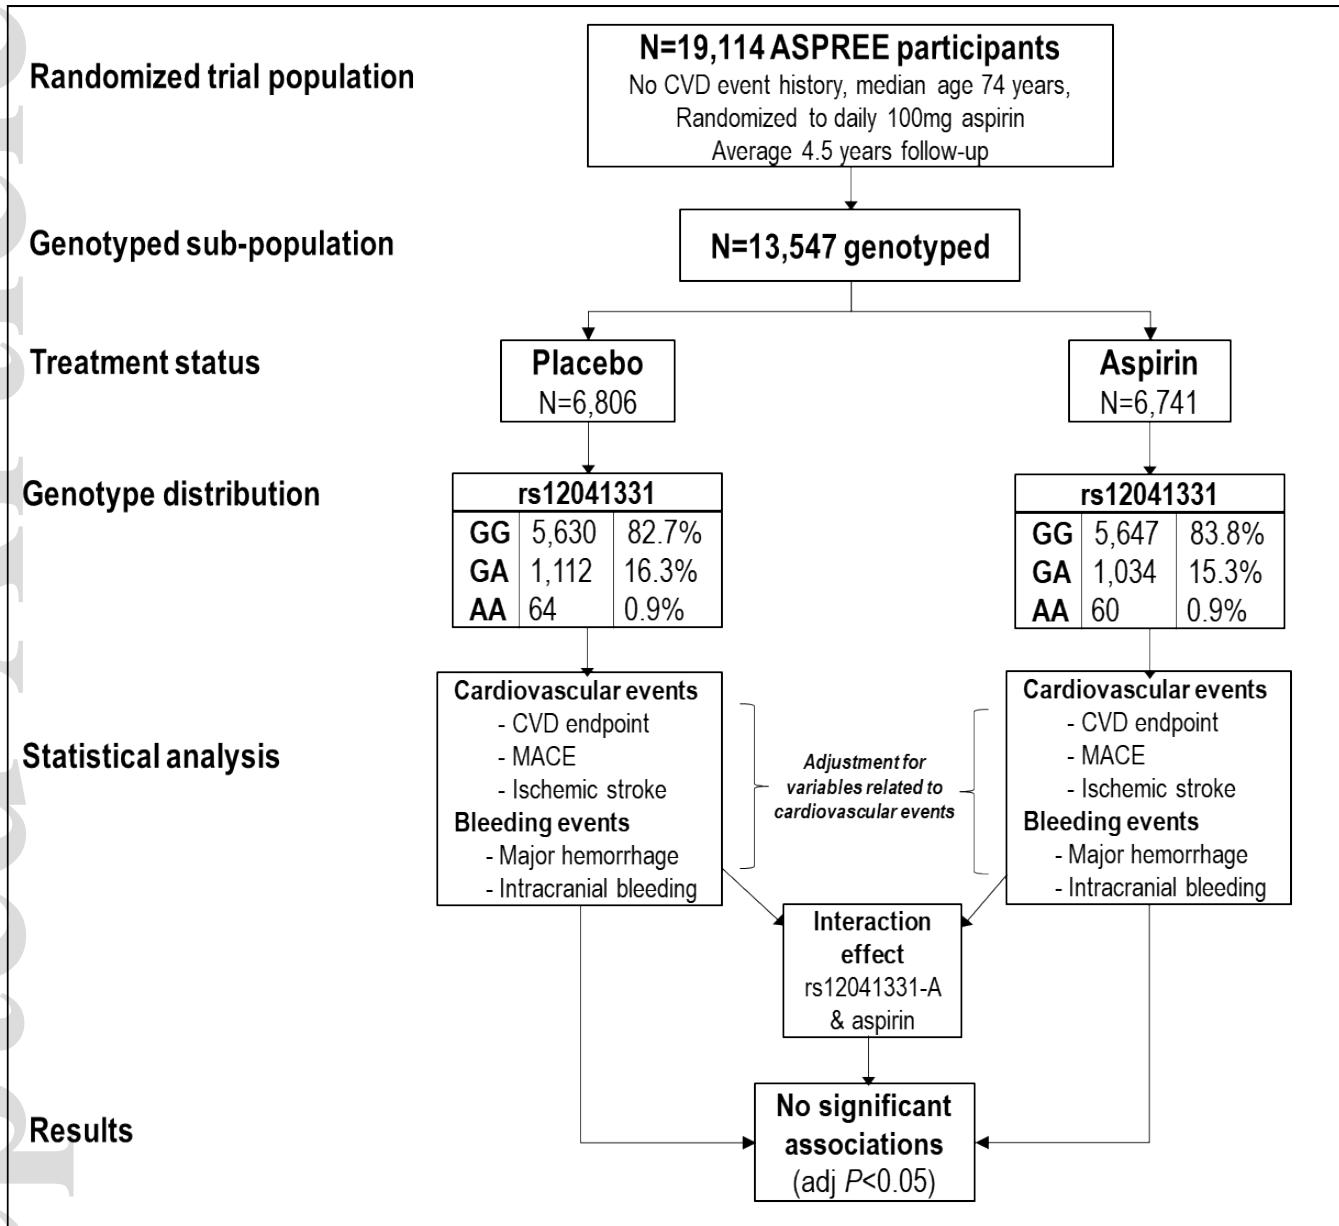 Randomized trial population
N=19,114 ASPREE participants
No CVD event history, median age 74 years,
Randomized to daily 100mg aspirin
Average 4.5 years follow-up
Genotyped sub-population
N=13,547 genotyped
Treatment status
Placebo
N=6,806
Aspirin
N=6,741
Genotype distribution
rs12041331
GG 5,630 82.7%
GA 1,112 16.3%
AA 64 0.9%
rs12041331
GG 5,647 83.8%
GA 1,034 15.3%
AA 60 0.9%
Statistical analysis
Cardiovascular events
- CVD endpoint
- MACE
- Ischemic stroke
Bleeding events
- Major hemorrhage
- Intracranial bleeding
Adjustment for
variables related to
cardiovascular events
Cardiovascular events
- CVD endpoint
- MACE
- Ischemic stroke
Bleeding events
- Major hemorrhage
- Intracranial bleeding
Interaction
effect
rs12041331-A
& aspirin
Results
No significant
associations
(adj P<0.05)